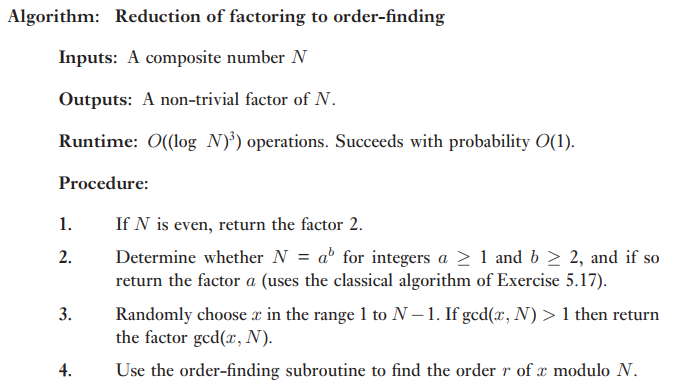 Algorithm: Reduction of factoring to order-finding
Inputs: A composite number N
Outputs: A non-trivial factor of N.
Runtime: O((log N)³) operations. Succeeds with probability O(1).
Procedure:
1. If N is even, return the factor 2.
2. Determine whether N = aᵇ for integers a ≥ 1 and b ≥ 2, and if so
return the factor a (uses the classical algorithm of Exercise 5.17).
3. Randomly choose x in the range 1 to N−1. If gcd(x, N) > 1 then return
the factor gcd(x, N).
4. Use the order-finding subroutine to find the order r of x modulo N.